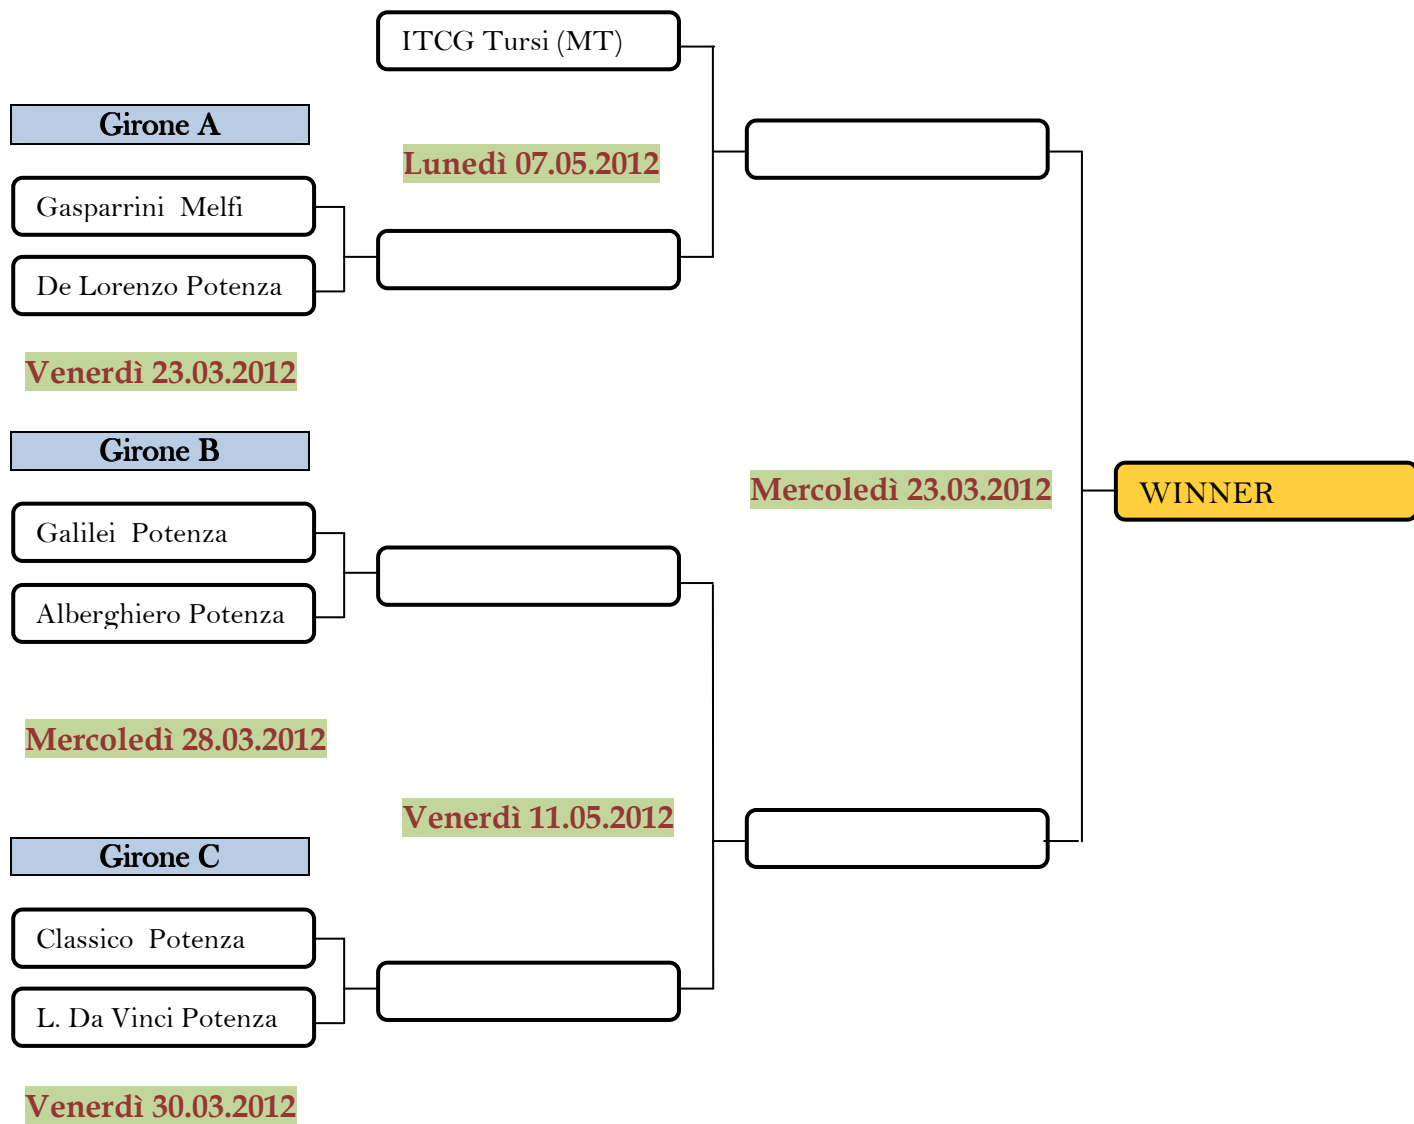 ITCG Tursi (MT)
Girone A
Lunedì 07.05.2012
Gasparrini Melfi
De Lorenzo Potenza
Venerdì 23.03.2012
Girone B
Mercoledì 23.03.2012
WINNER
Galilei Potenza
Alberghiero Potenza
Mercoledì 28.03.2012
Venerdì 11.05.2012
Girone C
Classico Potenza
L. Da Vinci Potenza
Venerdì 30.03.2012